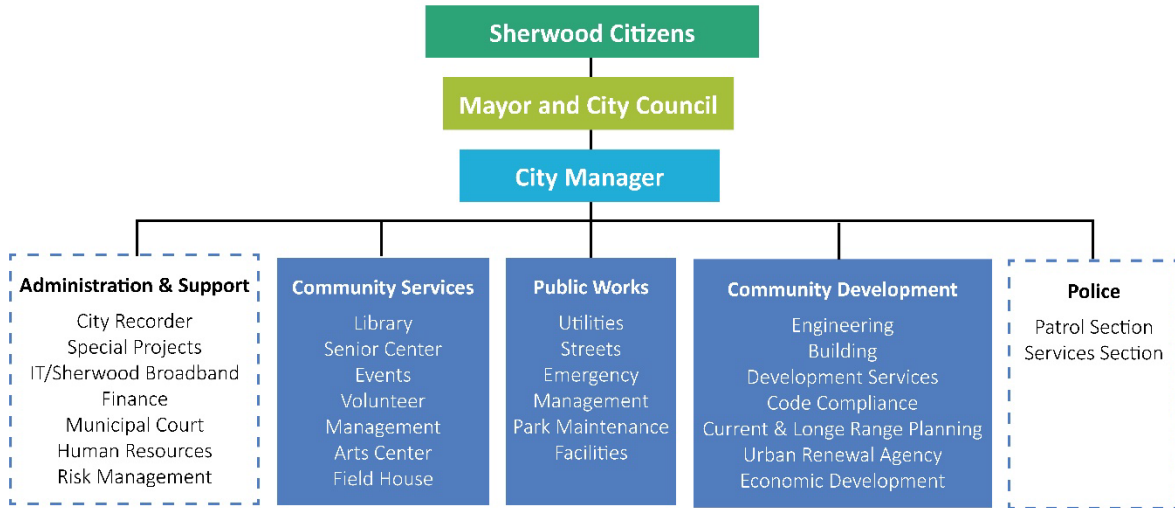 Sherwood Citizens
Mayor and City Council
City Manager
Administration & Support
City Recorder
Special Projects
IT/Sherwood Broadband
Finance
Municipal Court
Human Resources
Risk Management
Community Services
Library
Senior Center
Events
Volunteer
Management
Arts Center
Field House
Public Works
Utilities
Streets
Emergency
Management
Park Maintenance
Facilities
Community Development
Engineering
Building
Development Services
Code Compliance
Current & Longe Range Planning
Urban Renewal Agency
Economic Development
Police
Patrol Section
Services Section